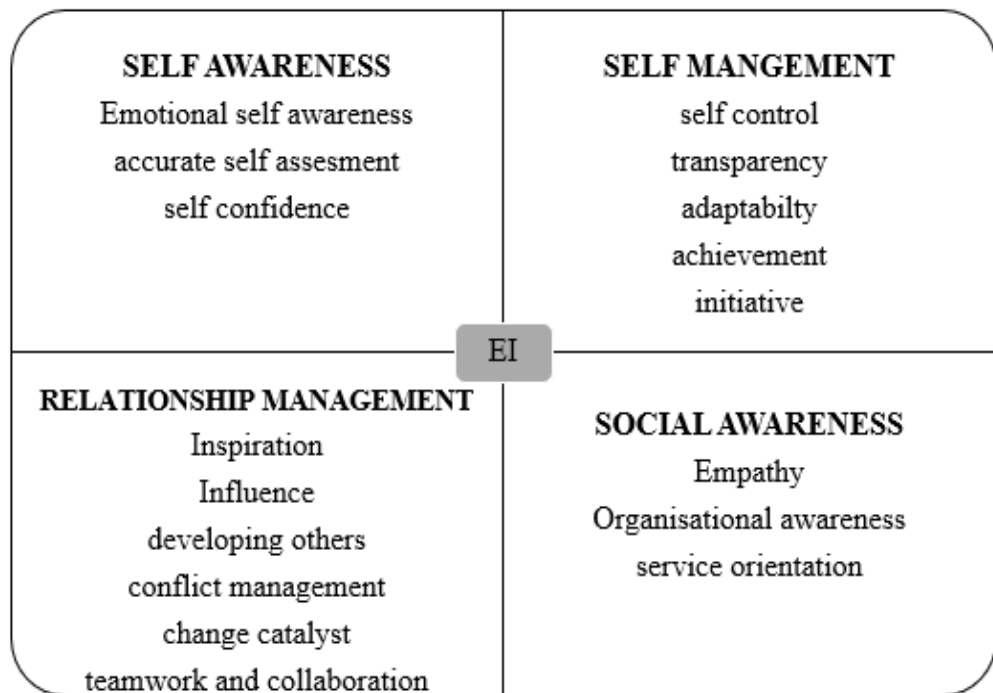 SELF AWARENESS
Emotional self awareness
accurate self assesment
self confidence
SELF MANGEMENT
self control
transparency
adaptabilty
achievement
initiative
EI
RELATIONSHIP MANAGEMENT
Inspiration
Influence
developing others
conflict management
change catalyst
teamwork and collaboration
SOCIAL AWARENESS
Empathy
Organisational awareness
service orientation